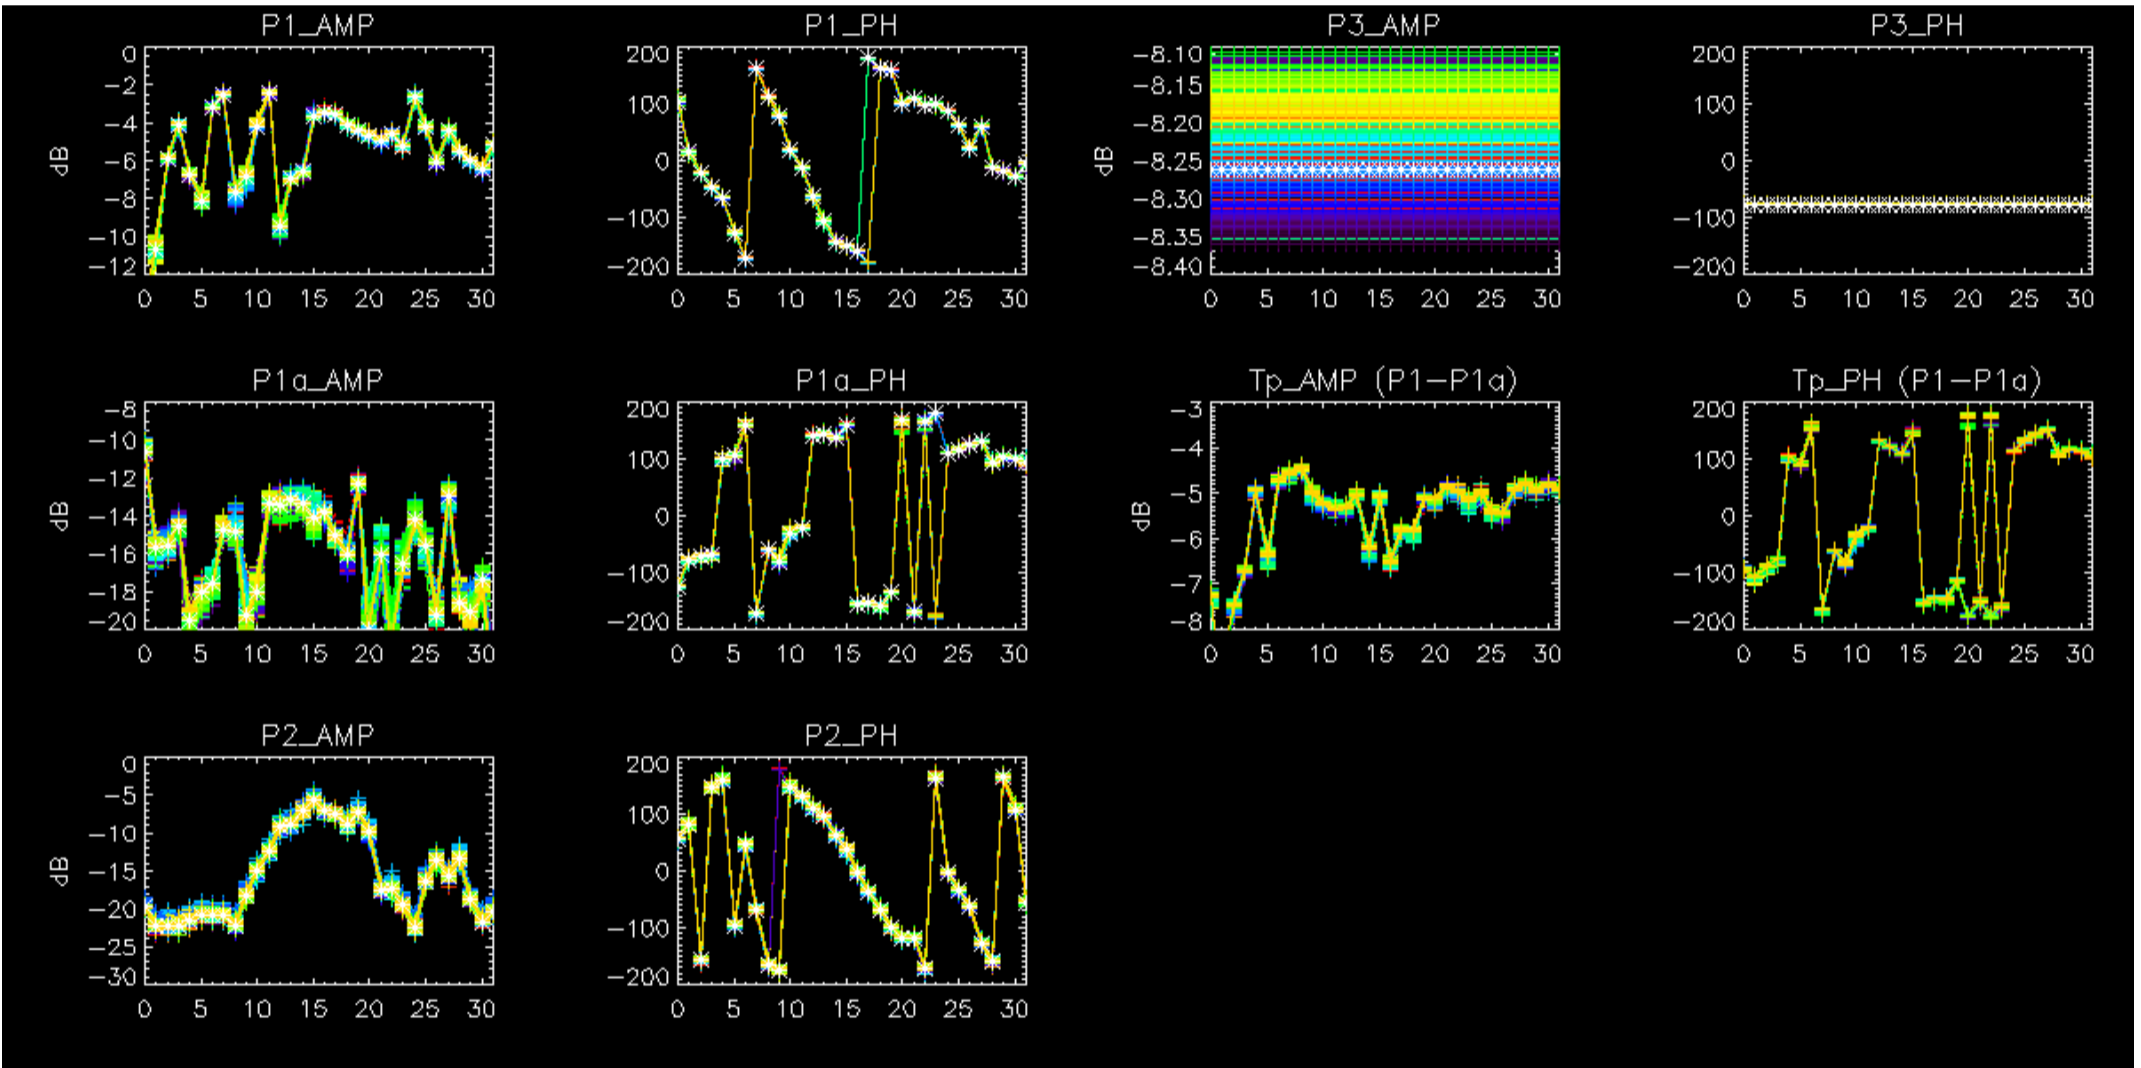 P1_AMP
dB
0
−2
−4
−6
−8
−10
−12
0 5 10 15 20 25 30
P1_PH
200
100
0
−100
−200
0 5 10 15 20 25 30
P3_AMP
dB
−8.10
−8.15
−8.20
−8.25
−8.30
−8.35
−8.40
0 5 10 15 20 25 30
P3_PH
200
100
0
−100
−200
0 5 10 15 20 25 30
P1a_AMP
dB
−8
−10
−12
−14
−16
−18
−20
0 5 10 15 20 25 30
P1a_PH
200
100
0
−100
−200
0 5 10 15 20 25 30
Tp_AMP (P1−P1a)
dB
−3
−4
−5
−6
−7
−8
0 5 10 15 20 25 30
Tp_PH (P1−P1a)
200
100
0
−100
−200
0 5 10 15 20 25 30
P2_AMP
dB
0
−5
−10
−15
−20
−25
−30
0 5 10 15 20 25 30
P2_PH
200
100
0
−100
−200
0 5 10 15 20 25 30